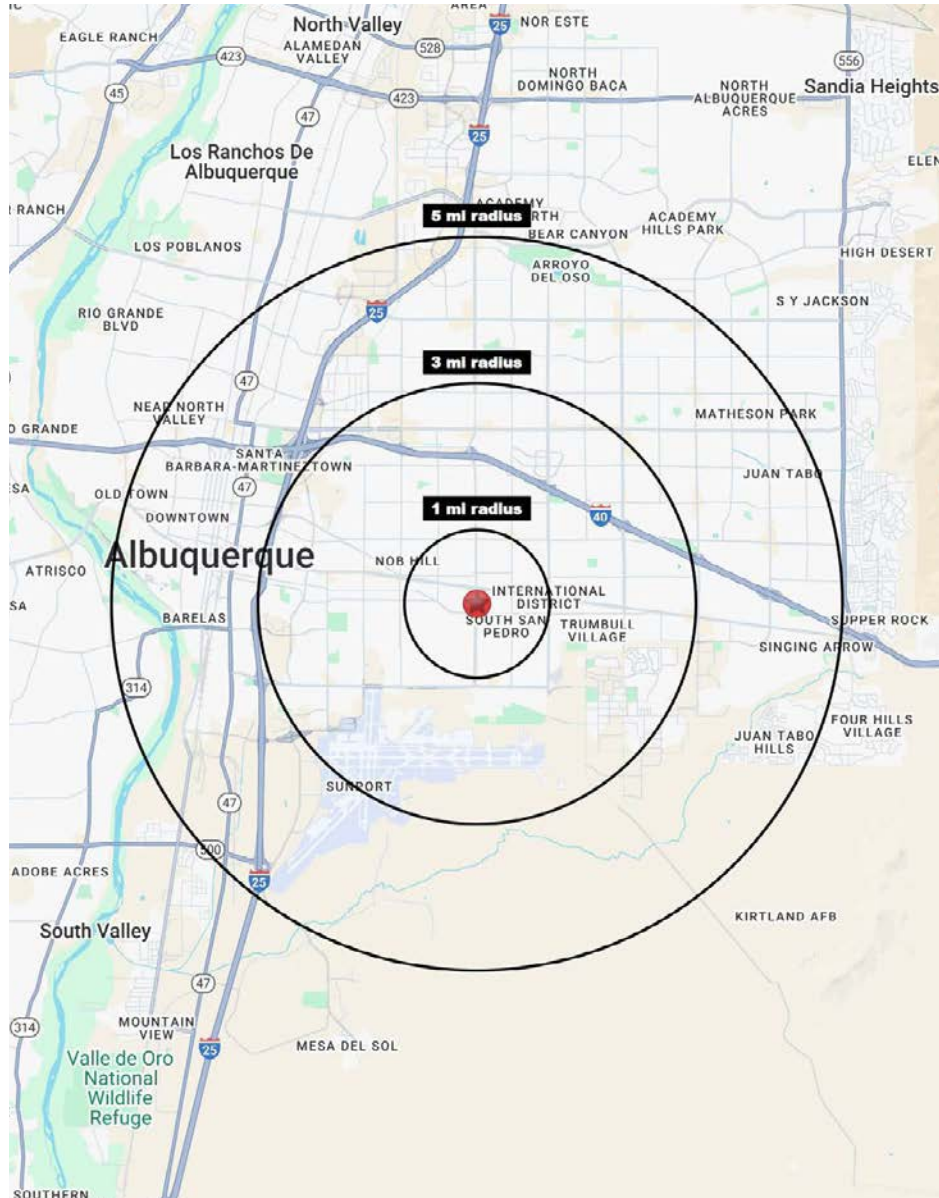 AREA
North Valley
25
NOR ESTE
EAGLE RANCH
ALAMEDAN
VALLEY
528
423
556
45
NORTH
DOMINGO BACA
NORTH
ALBUQUERQUE
ACRES
Sandia Heights
423
47
25
Los Ranchos De
Albuquerque
ELEN
RANCH
ACADEMY
5 mi radius
RTH
ACADEMY
HILLS PARK
BEAR CANYON
LOS POBLANOS
HIGH DESERT
ARROYO
DEL OSO
RIO GRANDE
BLVD
25
S Y JACKSON
3 mi radius
47
NEAR NORTH
VALLEY
MATHESON PARK
O GRANDE
SANTA
BARBARA-MARTINEZTOWN
JUAN TABO
ESA
OLD TOWN
47
DOWNTOWN
1 mi radius
40
Albuquerque
NOB HILL
ATRISCO
INTERNATIONAL
DISTRICT
SA
BARELAS
SOUTH SAN
PEDRO
TRUMBULL
VILLAGE
SUPPER ROCK
SINGING ARROW
314
FOUR HILLS
VILLAGE
JUAN TABO
HILLS
SUNPORT
47
500
ADOBE ACRES
25
KIRTLAND AFB
South Valley
47
314
MOUNTAIN
VIEW
25
MESA DEL SOL
Valle de Oro
National
Wildlife
Refuge
SOUTHERN